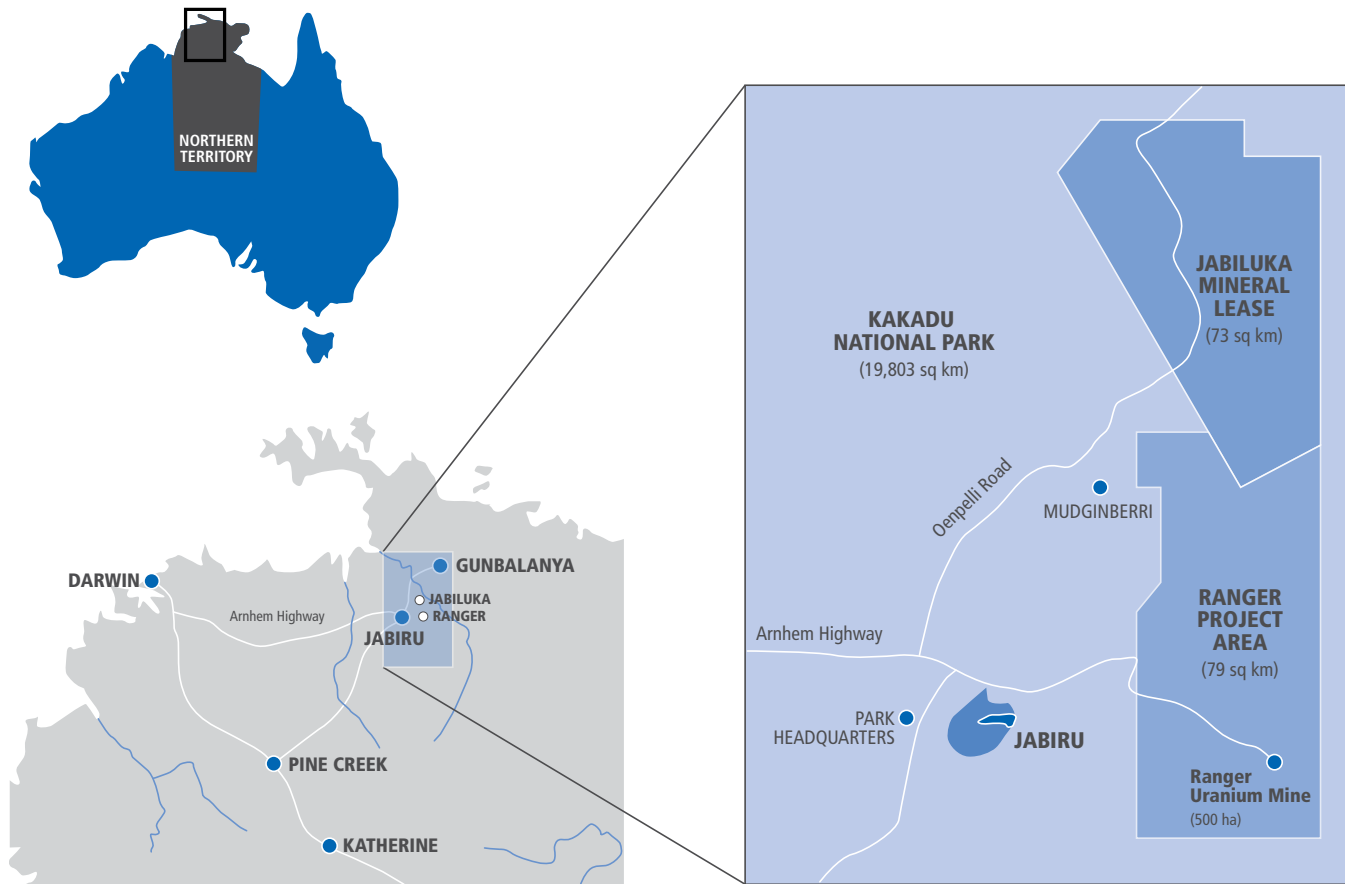 NORTHERN
TERRITORY
DARWIN
Arnhem Highway
GUNBALANYA
JABILUKA
RANGER
JABIRU
PINE CREEK
KATHERINE
KAKADU
NATIONAL PARK
(19,803 sq km)
JABILUKA
MINERAL
LEASE
(73 sq km)
Oenpelli Road
MUDGINBERRI
Arnhem Highway
RANGER
PROJECT
AREA
(79 sq km)
PARK
HEADQUARTERS
JABIRU
Ranger
Uranium Mine
(500 ha)